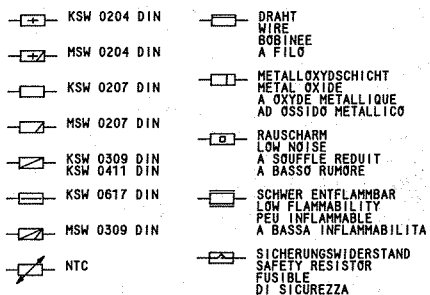 KSW 0204 DIN
MSW 0204 DIN
KSW 0207 DIN
MSW 0207 DIN
KSW 0309 DIN
KSW 0411 DIN
KSW 0617 DIN
MSW 0309 DIN
NTC
DRAHT
WIRE
BOBINEE
A FILO
METALLOXYDSCHICHT
METAL OXIDE
A OXYDE METALLIQUE
AD OSSIDO METALLICO
RAUSCHARM
LOW NOISE
A SOUFFLE REDUIT
A BASSO RUMORE
SCHWER ENTFLAMMBAR
LOW FLAMMABILITY
PEU INFLAMMABLE
A BASSA INFLAMMABILITA
SICHERUNGSWIDERSTAND
SAFETY RESISTOR
FUSIBLE
DI SICUREZZA